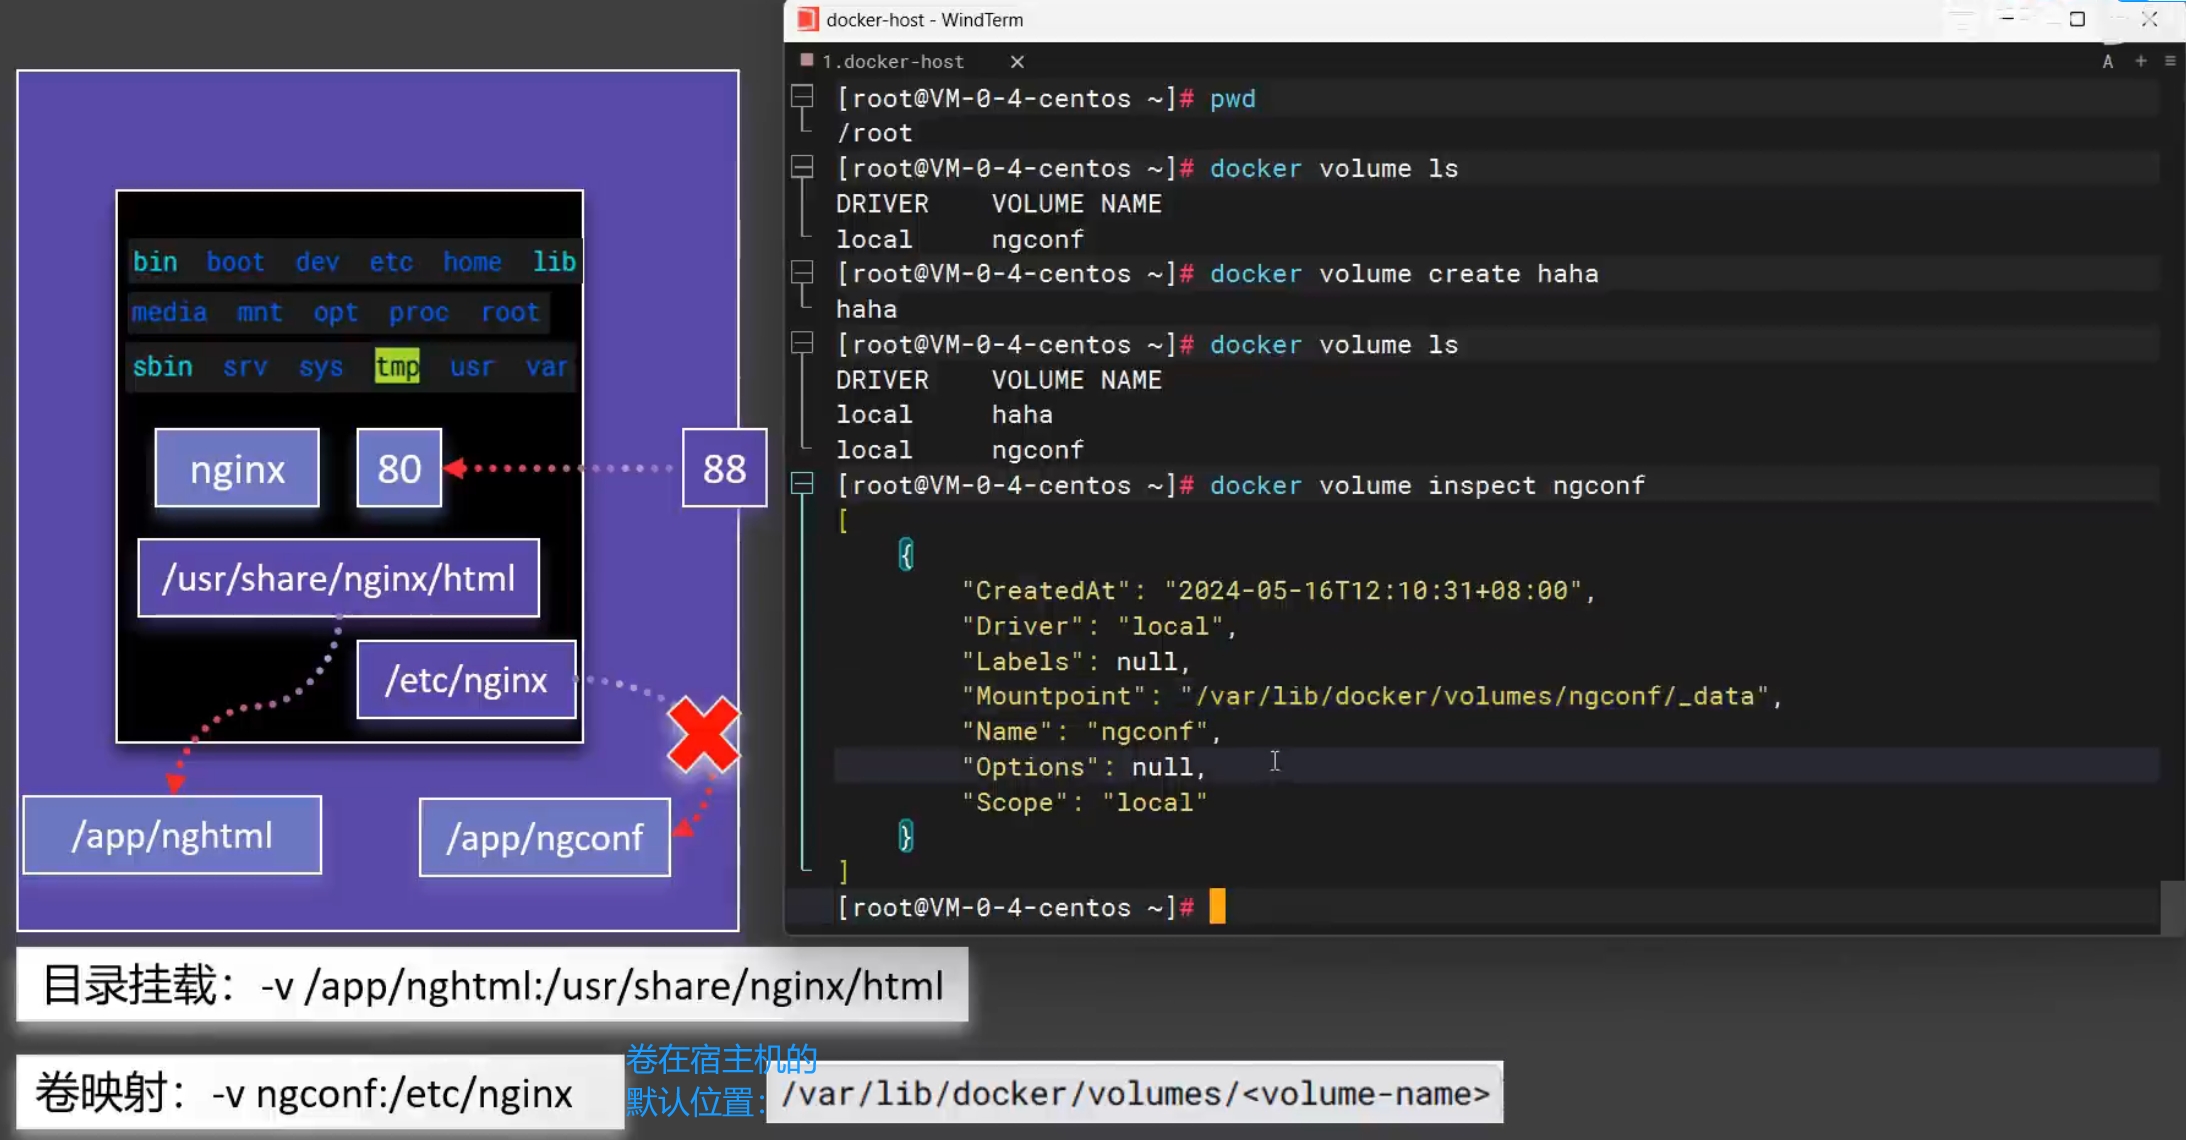 docker-host - WindTerm
1.docker-host
A
[root@VM-0-4-centos ~]# pwd
/root
[root@VM-0-4-centos ~]# docker volume ls
DRIVER    VOLUME NAME
local     ngconf
[root@VM-0-4-centos ~]# docker volume create haha
haha
[root@VM-0-4-centos ~]# docker volume ls
DRIVER    VOLUME NAME
local     haha
local     ngconf
[root@VM-0-4-centos ~]# docker volume inspect ngconf
[
    {
        "CreatedAt": "2024-05-16T12:10:31+08:00",
        "Driver": "local",
        "Labels": null,
        "Mountpoint": "/var/lib/docker/volumes/ngconf/_data",
        "Name": "ngconf",
        "Options": null,
        "Scope": "local"
    }
]
[root@VM-0-4-centos ~]#
bin boot dev etc home lib
media mnt opt proc root
sbin srv sys tmp usr var
nginx 80 88
/usr/share/nginx/html
/etc/nginx
/app/nghtml /app/ngconf
目录挂载：-v /app/nghtml:/usr/share/nginx/html
卷映射：-v ngconf:/etc/nginx
卷在宿主机的
默认位置：
/var/lib/docker/volumes/<volume-name>